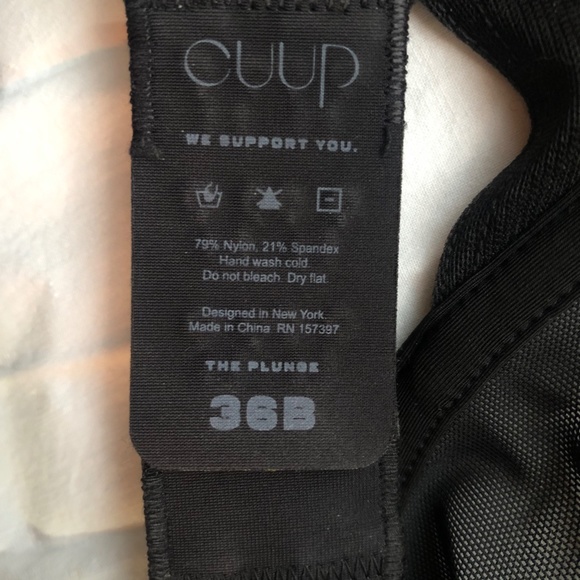 CUUP
WE SUPPORT YOU.
79% Nylon, 21% Spandex
Hand wash cold
Do not bleach. Dry flat.
Designed in New York.
Made in China RN 157397
THE PLUNGE
36B